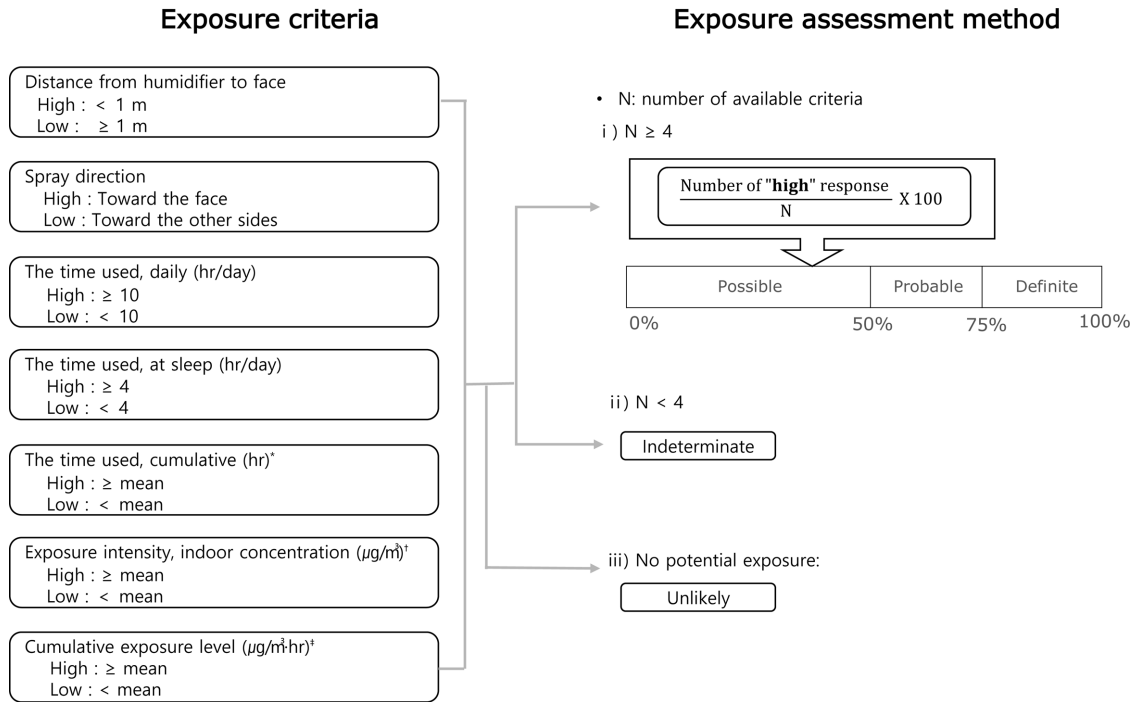 Exposure criteria
Distance from humidifier to face
High : < 1 m
Low : ≥ 1 m
Spray direction
High : Toward the face
Low : Toward the other sides
The time used, daily (hr/day)
High : ≥ 10
Low : < 10
The time used, at sleep (hr/day)
High : ≥ 4
Low : < 4
The time used, cumulative (hr)*
High : ≥ mean
Low : < mean
Exposure intensity, indoor concentration (㎍/㎥)†
High : ≥ mean
Low : < mean
Cumulative exposure level (㎍/㎥·hr)‡
High : ≥ mean
Low : < mean
Exposure assessment method
• N: number of available criteria
i ) N ≥ 4
Number of "high" response
N
X 100
Possible Probable Definite
0% 50% 75% 100%
ii) N < 4
Indeterminate
iii) No potential exposure:
Unlikely